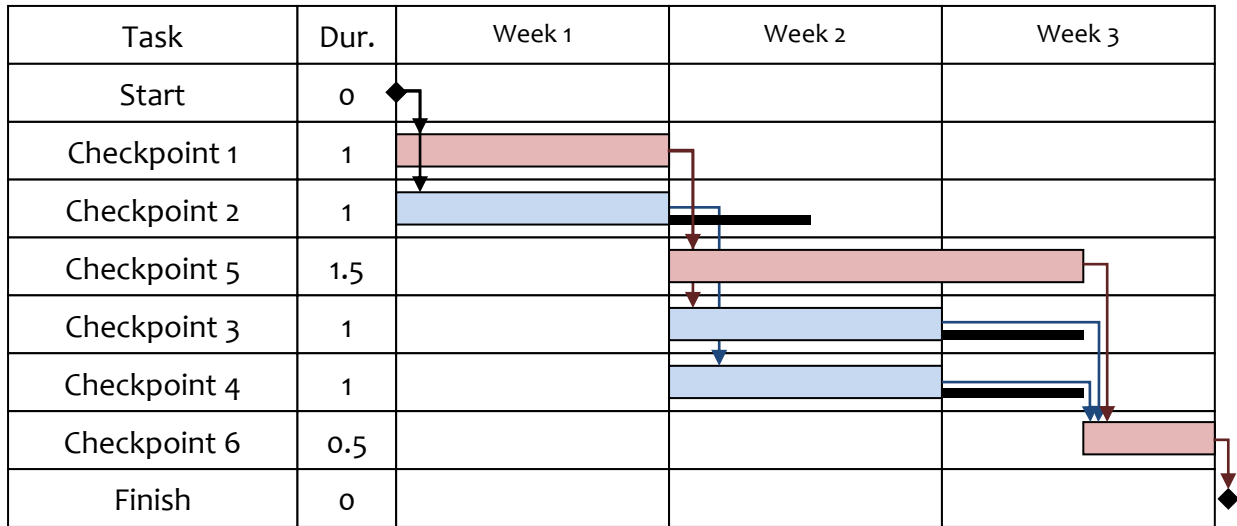 Task Dur. Week 1 Week 2 Week 3
Start 0
Checkpoint 1 1
Checkpoint 2 1
Checkpoint 5 1.5
Checkpoint 3 1
Checkpoint 4 1
Checkpoint 6 0.5
Finish 0